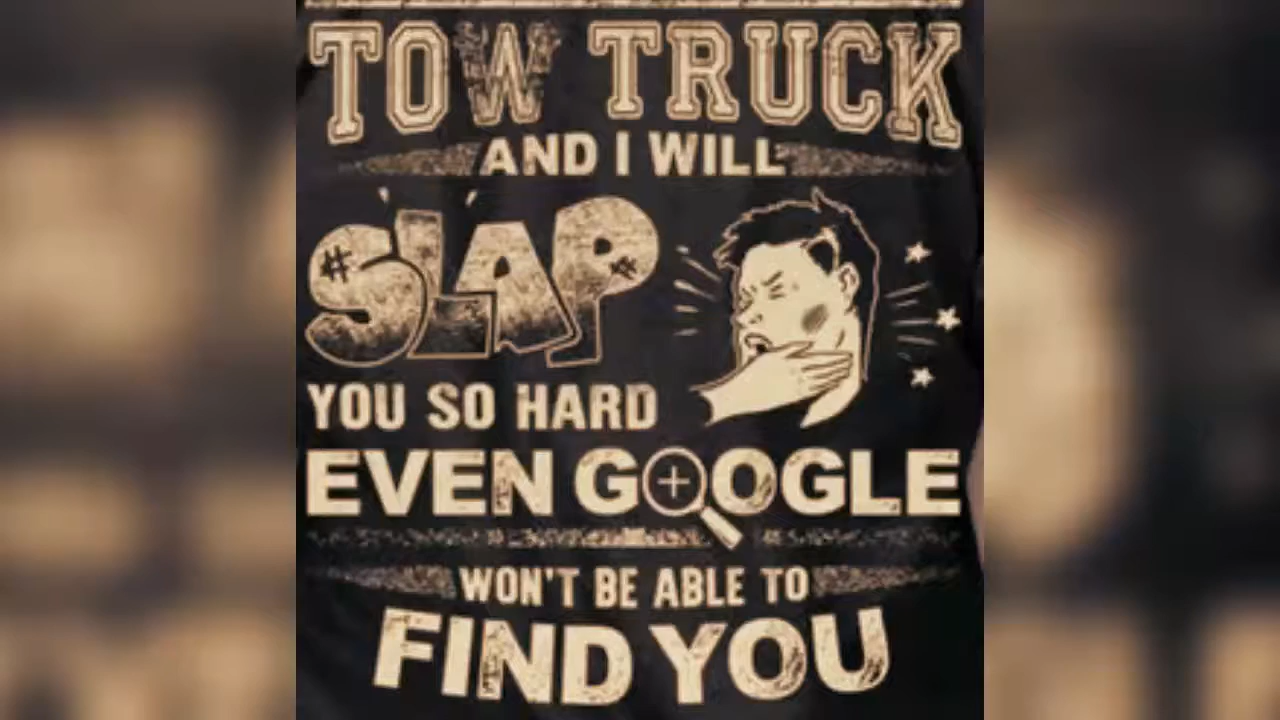 TOW TRUCK
AND I WILL
SLAP
YOU SO HARD
EVEN GOOGLE
WON'T BE ABLE TO
FIND YOU